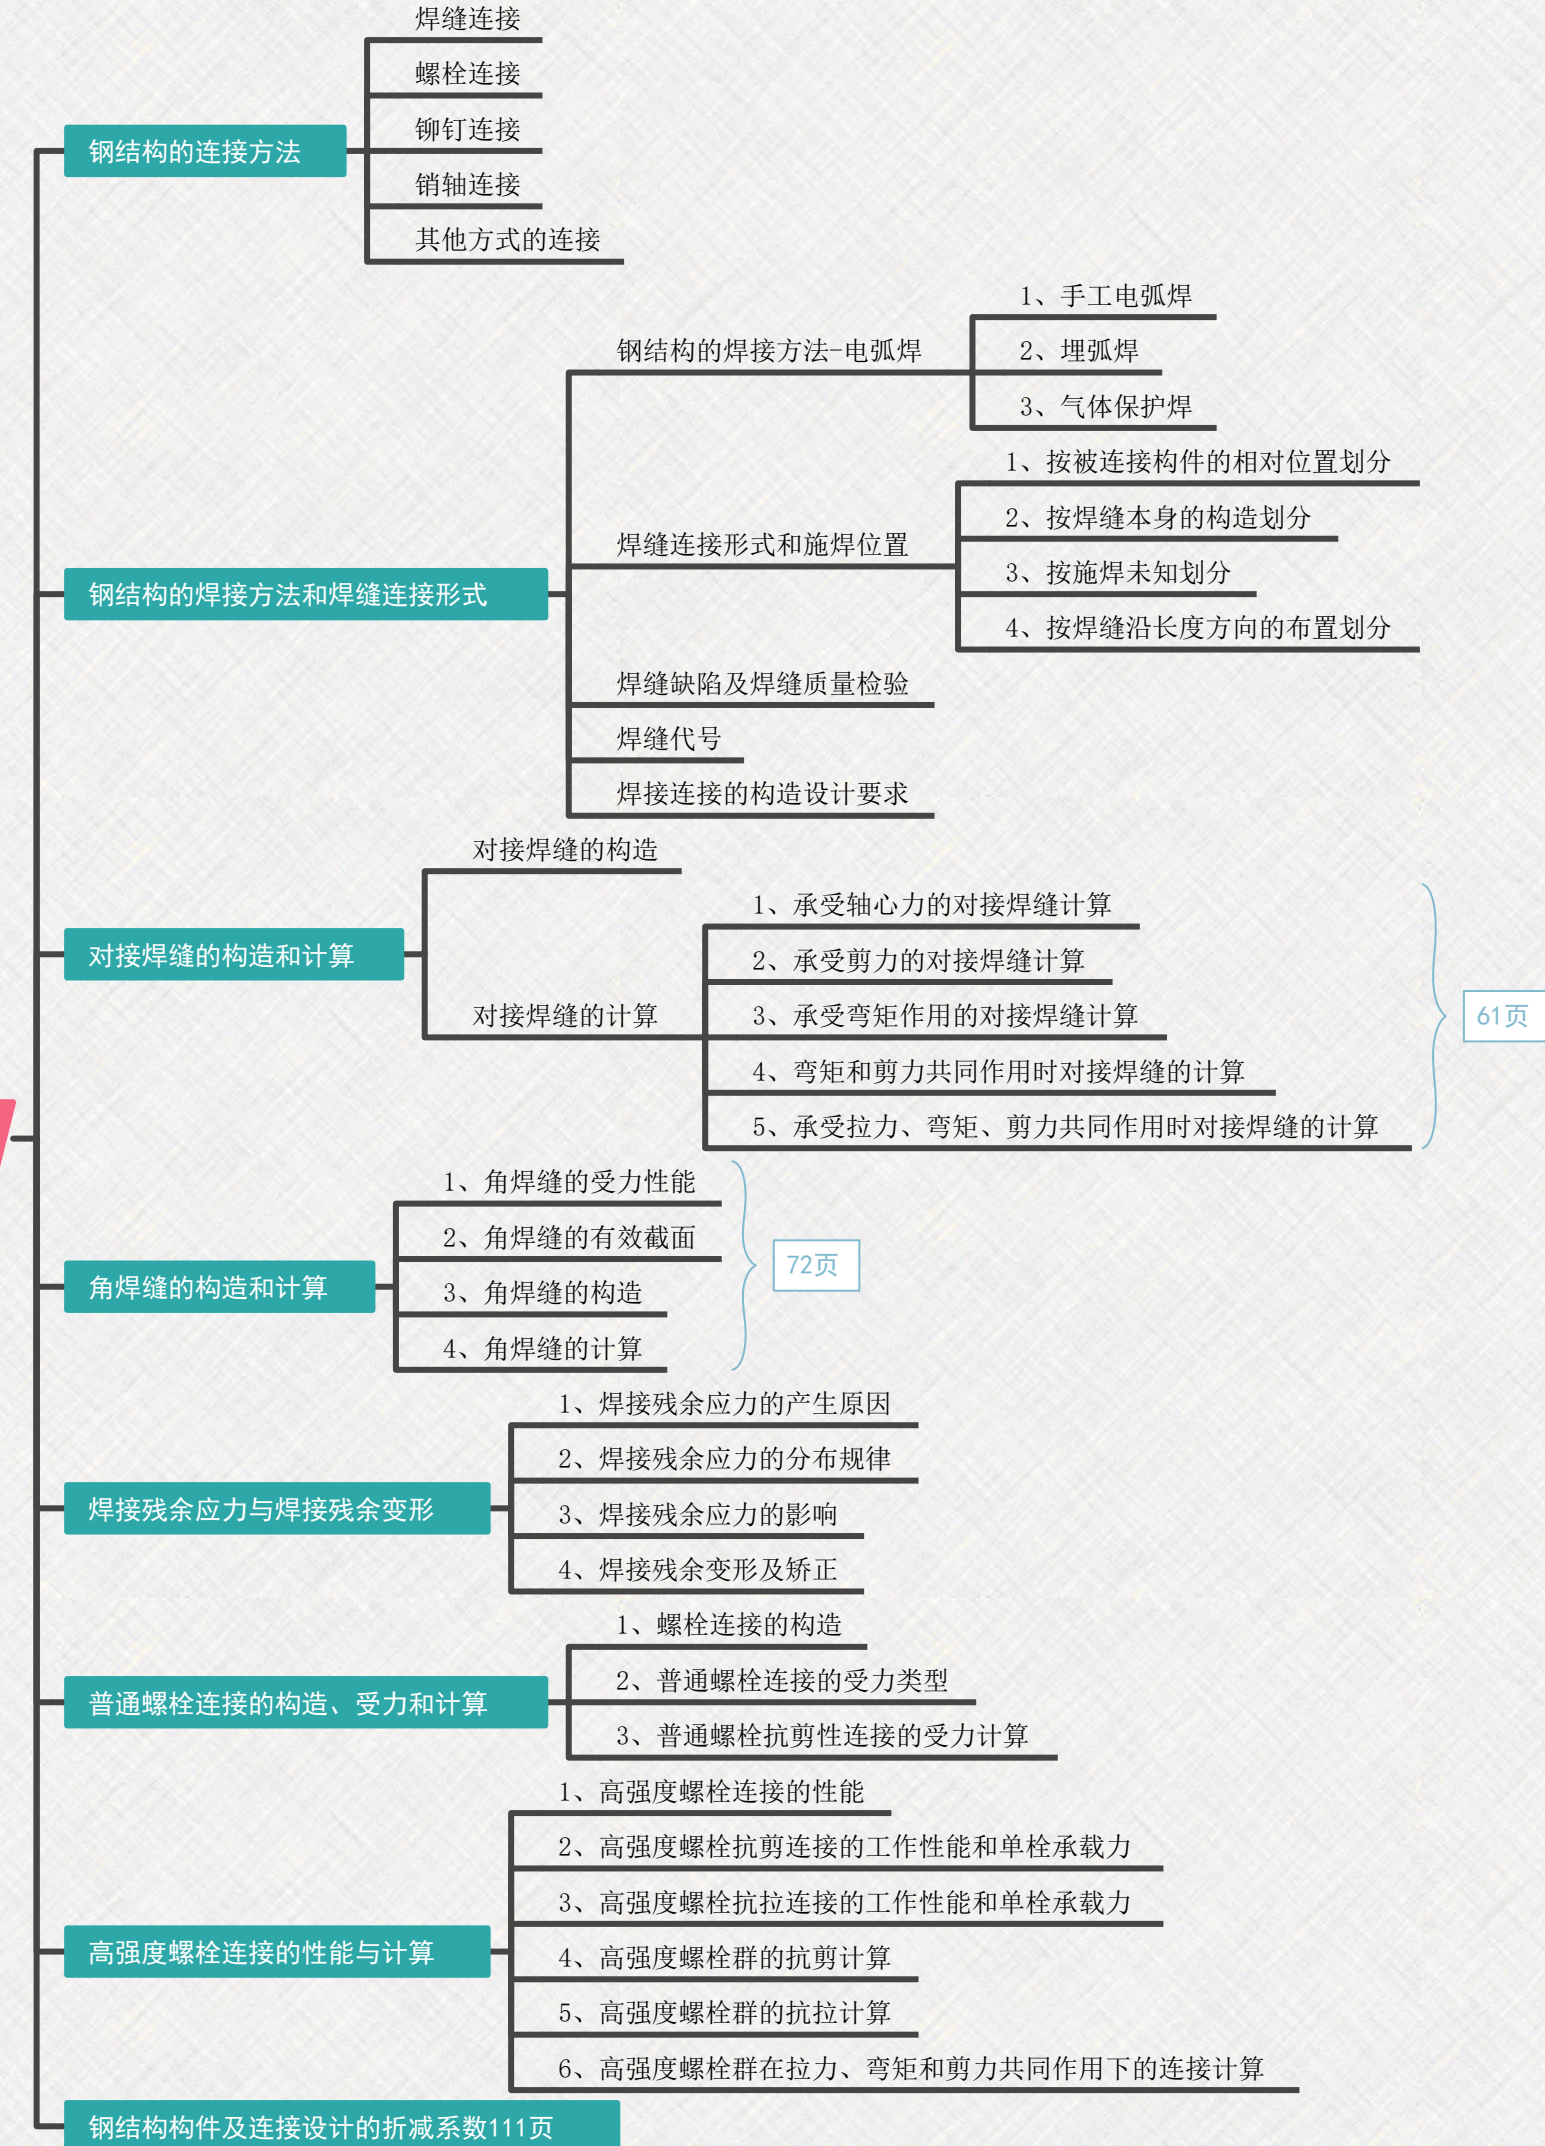 钢结构的连接方法
焊缝连接
螺栓连接
铆钉连接
销轴连接
其他方式的连接
钢结构的焊接方法和焊缝连接形式
钢结构的焊接方法-电弧焊
1、手工电弧焊
2、埋弧焊
3、气体保护焊
焊缝连接形式和施焊位置
1、按被连接构件的相对位置划分
2、按焊缝本身的构造划分
3、按施焊未知划分
4、按焊缝沿长度方向的布置划分
焊缝缺陷及焊缝质量检验
焊缝代号
焊接连接的构造设计要求
对接焊缝的构造和计算
对接焊缝的构造
对接焊缝的计算
1、承受轴心力的对接焊缝计算
2、承受剪力的对接焊缝计算
3、承受弯矩作用的对接焊缝计算
4、弯矩和剪力共同作用时对接焊缝的计算
5、承受拉力、弯矩、剪力共同作用时对接焊缝的计算
61页
角焊缝的构造和计算
1、角焊缝的受力性能
2、角焊缝的有效截面
3、角焊缝的构造
4、角焊缝的计算
72页
焊接残余应力与焊接残余变形
1、焊接残余应力的产生原因
2、焊接残余应力的分布规律
3、焊接残余应力的影响
4、焊接残余变形及矫正
普通螺栓连接的构造、受力和计算
1、螺栓连接的构造
2、普通螺栓连接的受力类型
3、普通螺栓抗剪性连接的受力计算
高强度螺栓连接的性能与计算
1、高强度螺栓连接的性能
2、高强度螺栓抗剪连接的工作性能和单栓承载力
3、高强度螺栓抗拉连接的工作性能和单栓承载力
4、高强度螺栓群的抗剪计算
5、高强度螺栓群的抗拉计算
6、高强度螺栓群在拉力、弯矩和剪力共同作用下的连接计算
钢结构构件及连接设计的折减系数111页